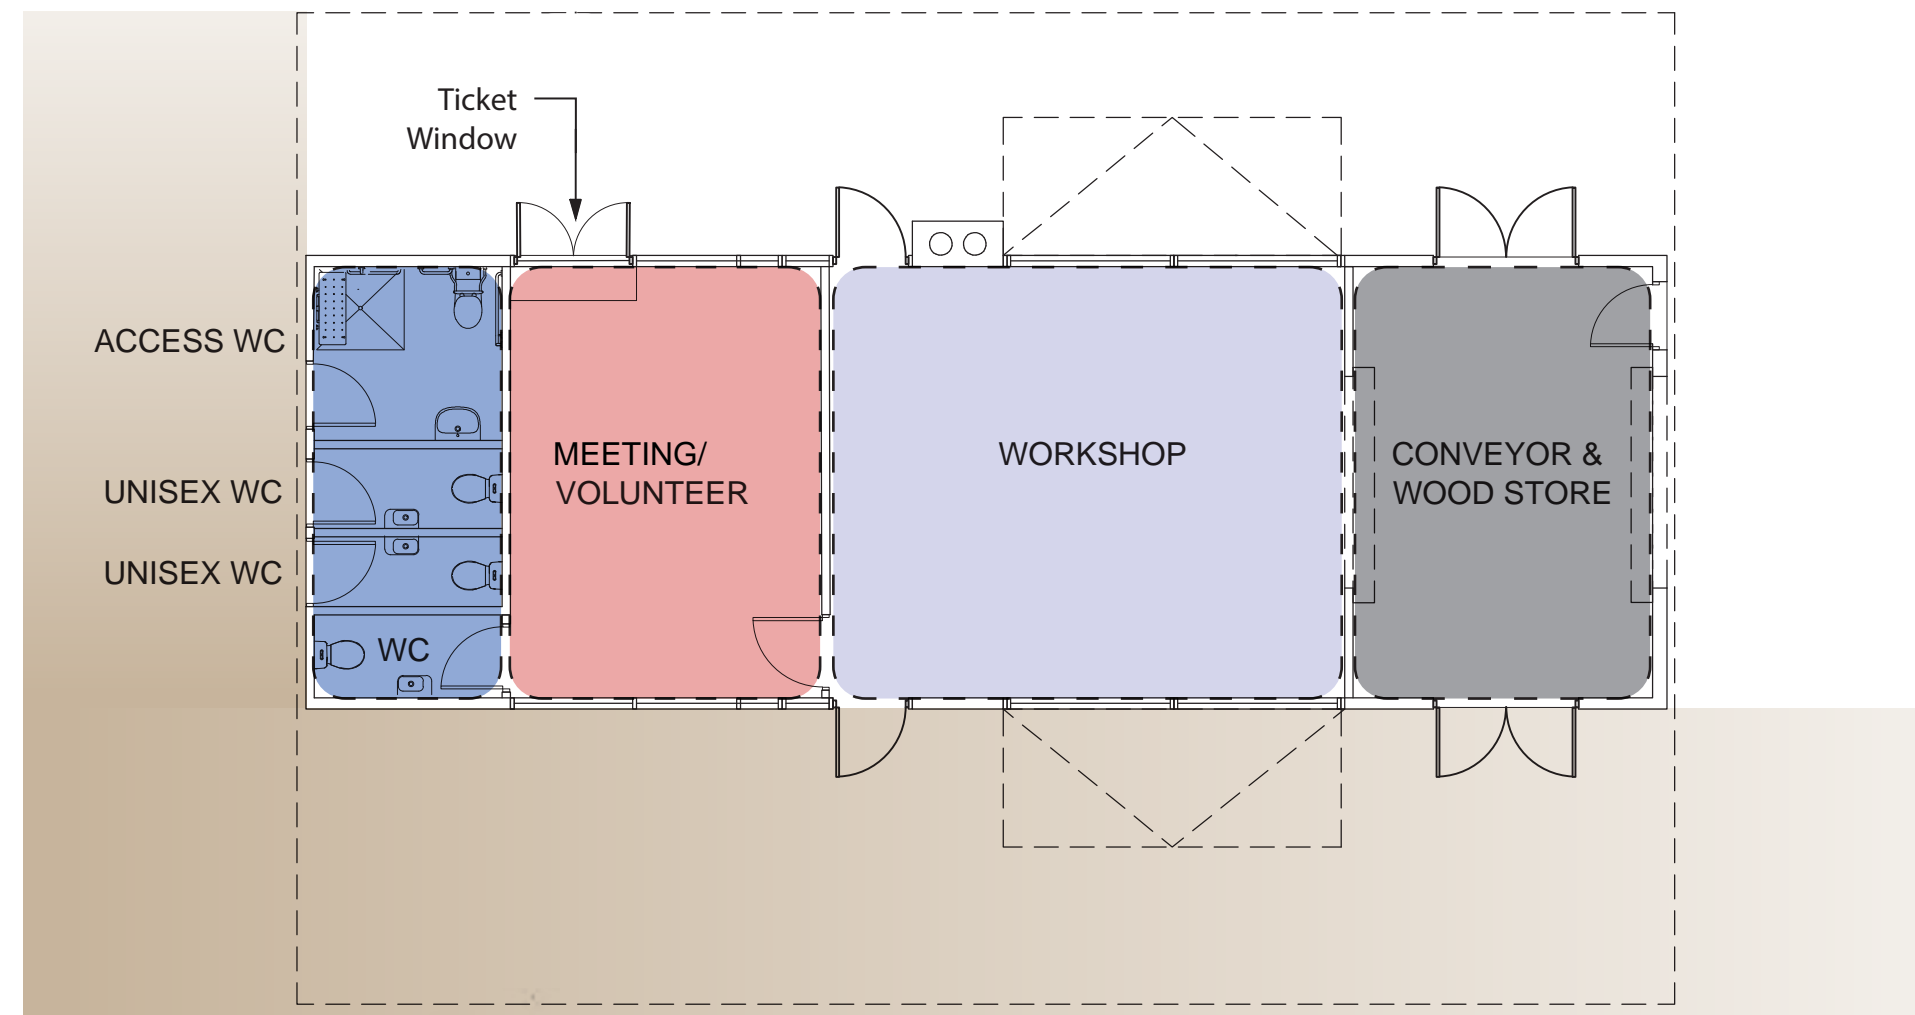 Ticket
Window
ACCESS WC
MEETING/
VOLUNTEER
WORKSHOP
CONVEYOR &
WOOD STORE
UNISEX WC
UNISEX WC
WC